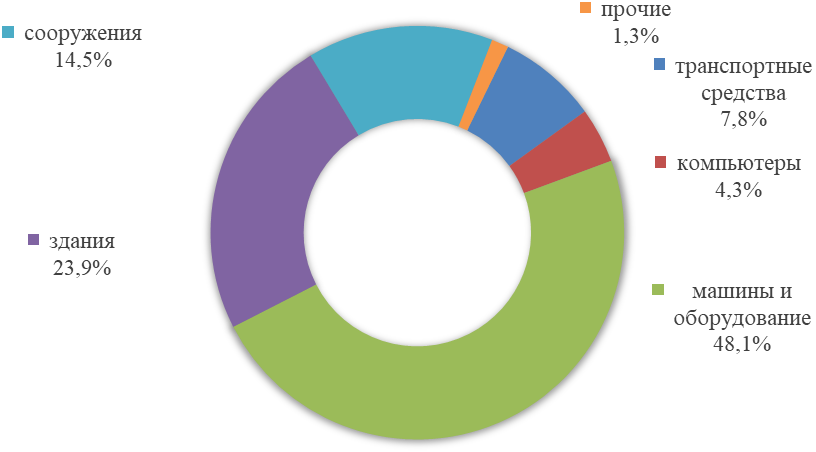 прочие
1,3%
сооружения
14,5%
транспортные
средства
7,8%
компьютеры
4,3%
здания
23,9%
машины и
оборудование
48,1%